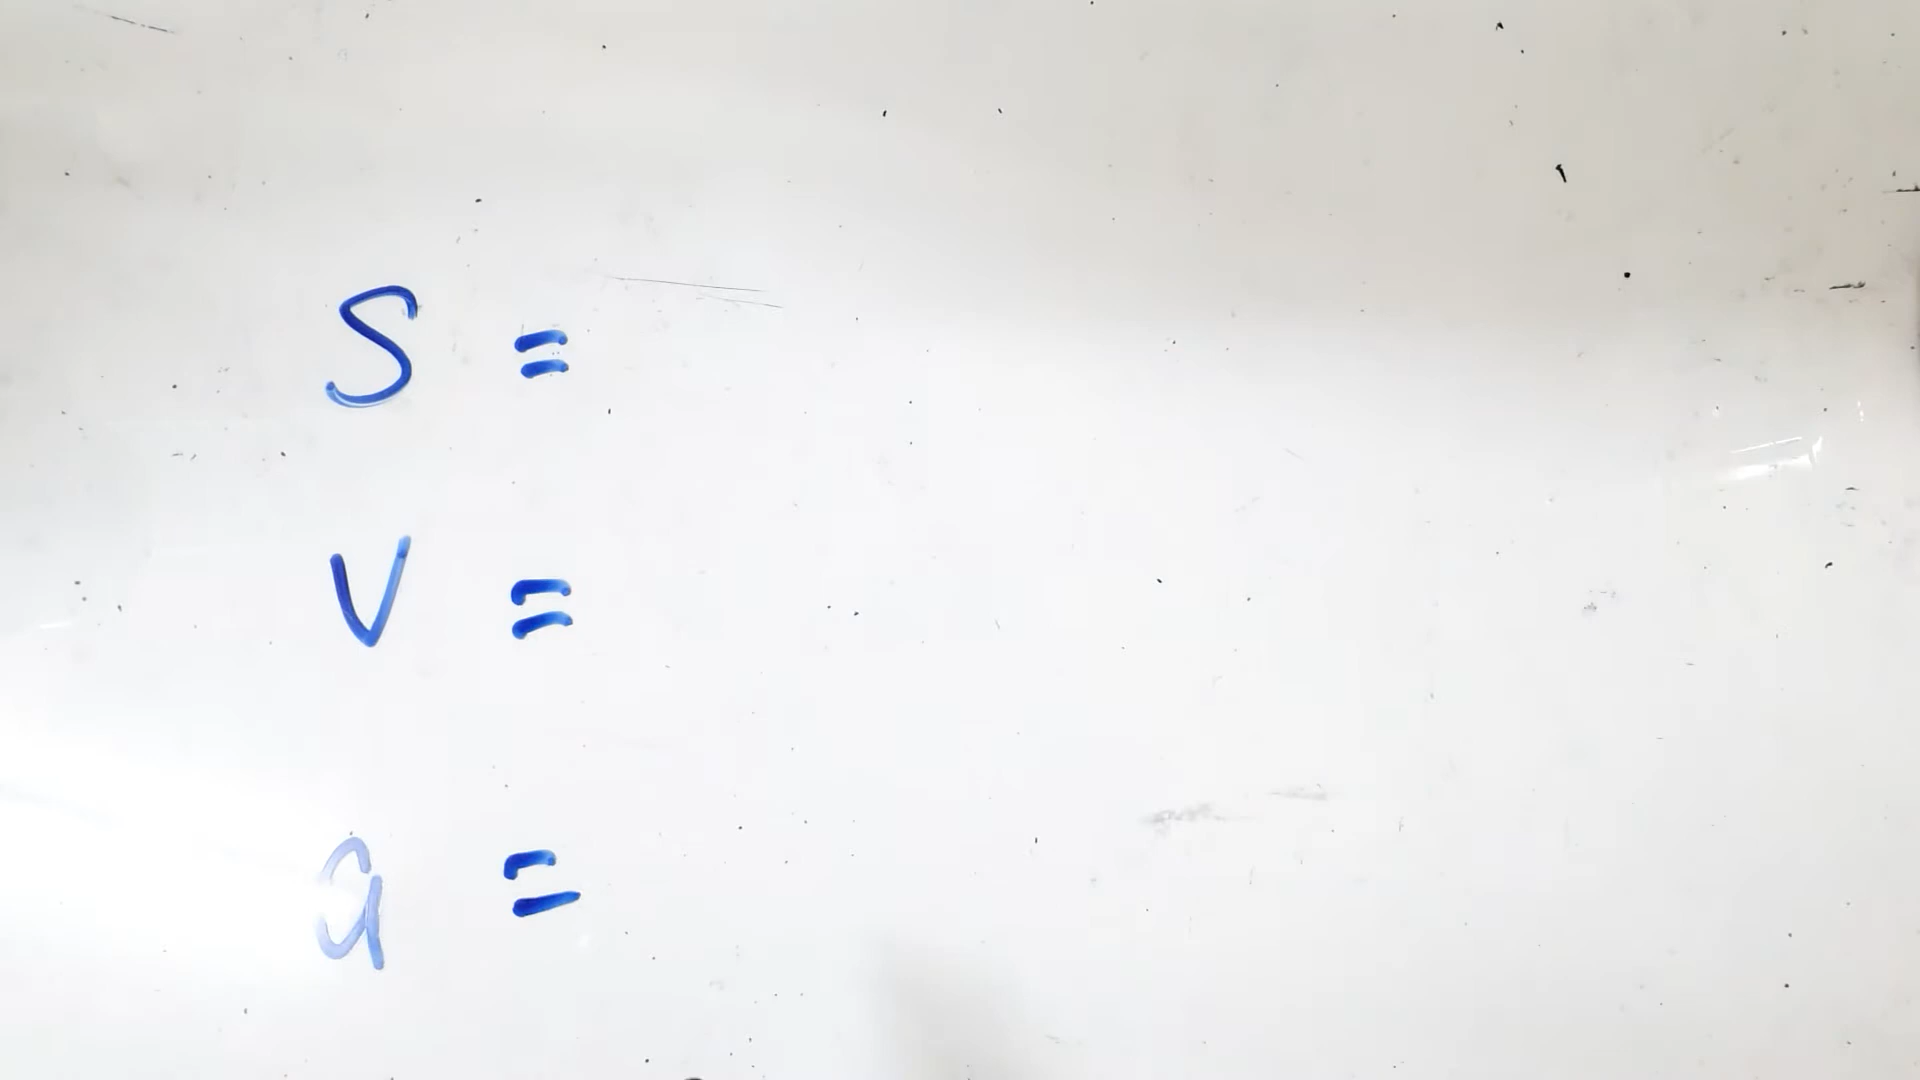 S =
V =
a =